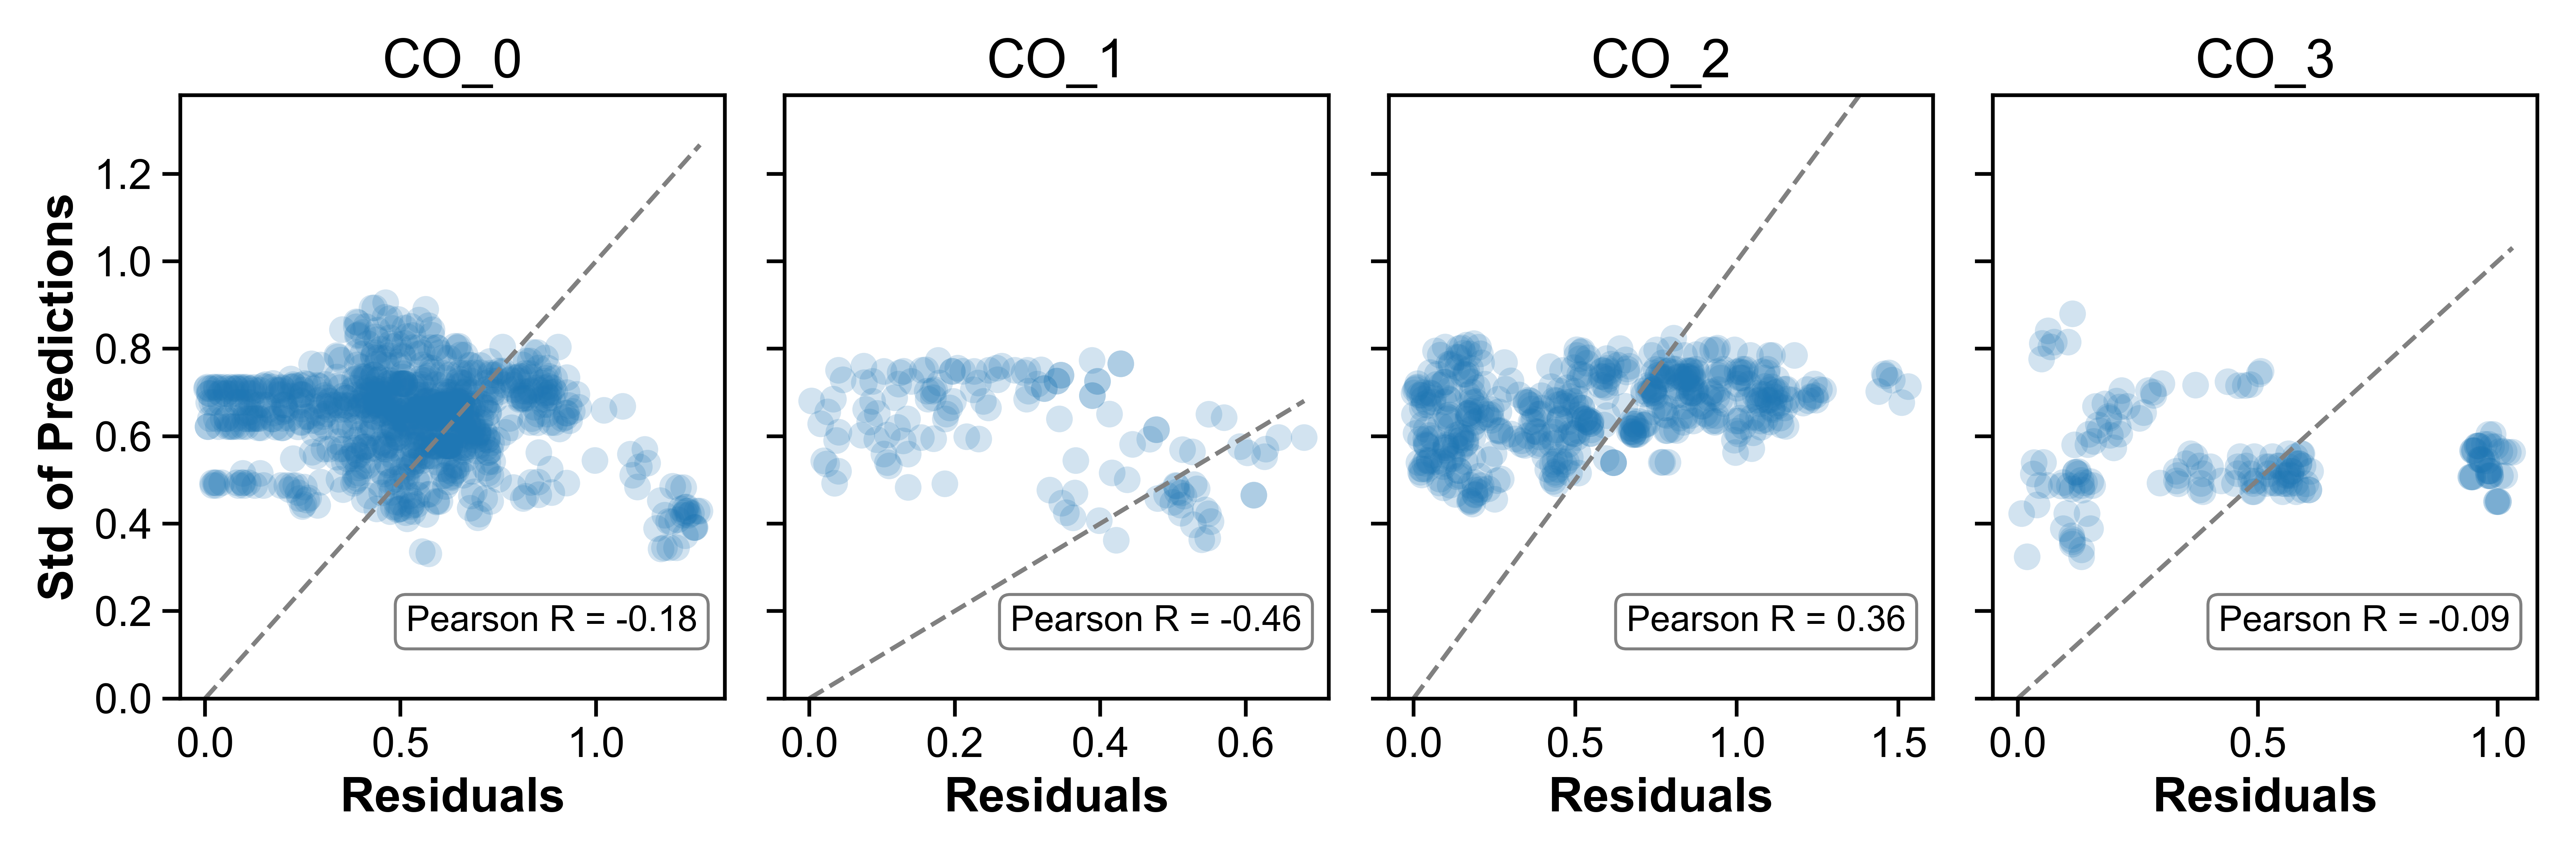 CO_0
CO_1
CO_2
CO_3
Std of Predictions
1.2
1.0
0.8
0.6
0.4
0.2
0.0
Pearson R = -0.18
Pearson R = -0.46
Pearson R = 0.36
Pearson R = -0.09
0.0 0.5 1.0
0.0 0.2 0.4 0.6
0.0 0.5 1.0 1.5
0.0 0.5 1.0
Residuals
Residuals
Residuals
Residuals